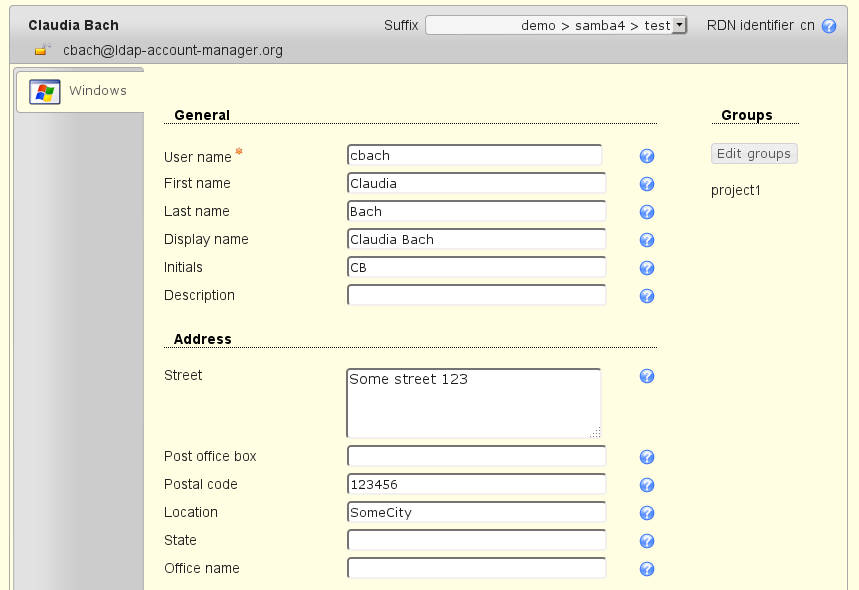 Claudia Bach
Suffix demo > samba4 > test RDN identifier cn
cbach@ldap-account-manager.org
Windows
General
User name * cbach
First name Claudia
Last name Bach
Display name Claudia Bach
Initials CB
Description
Address
Street Some street 123
Post office box
Postal code 123456
Location SomeCity
State
Office name
Groups
Edit groups
project1